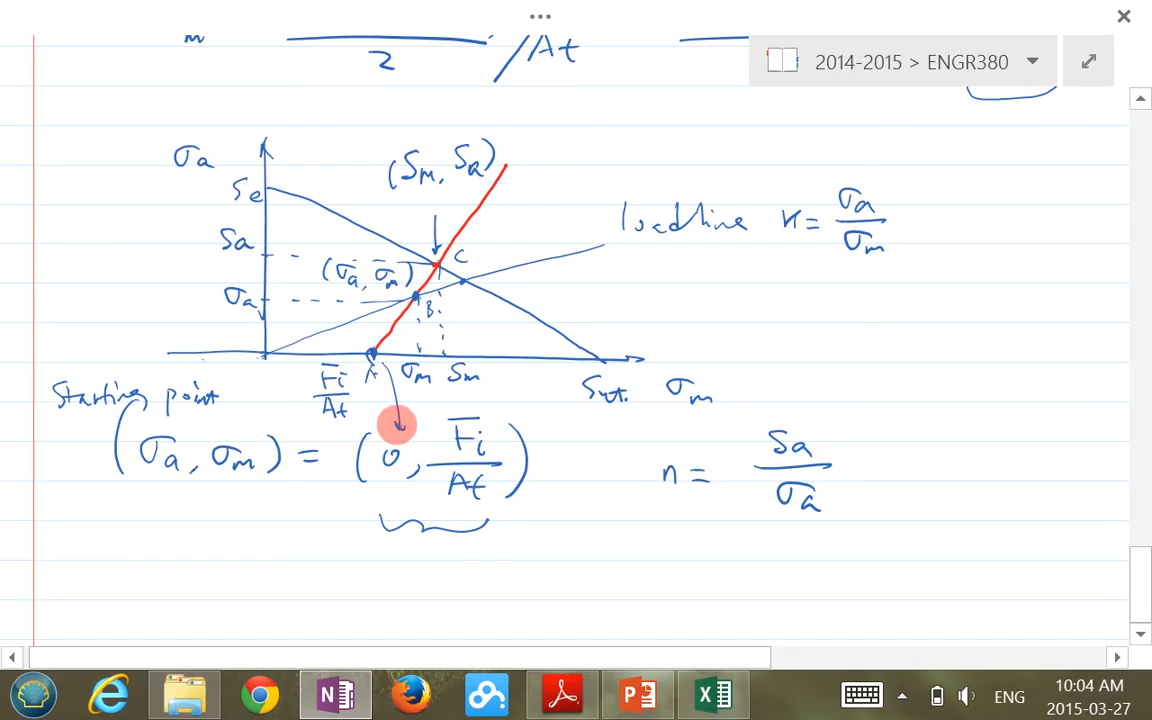 m 2 /At
2014-2015 > ENGR380
σa
(Sm, Sa)
Se
loadline r = σa/σm
Sa
C
(σa, σm)
σa
B
Fi/At A σm Sm Sut. σm
Starting point
(σa, σm) = (0, Fi/At)
n = Sa/σa
ENG
10:04 AM
2015-03-27